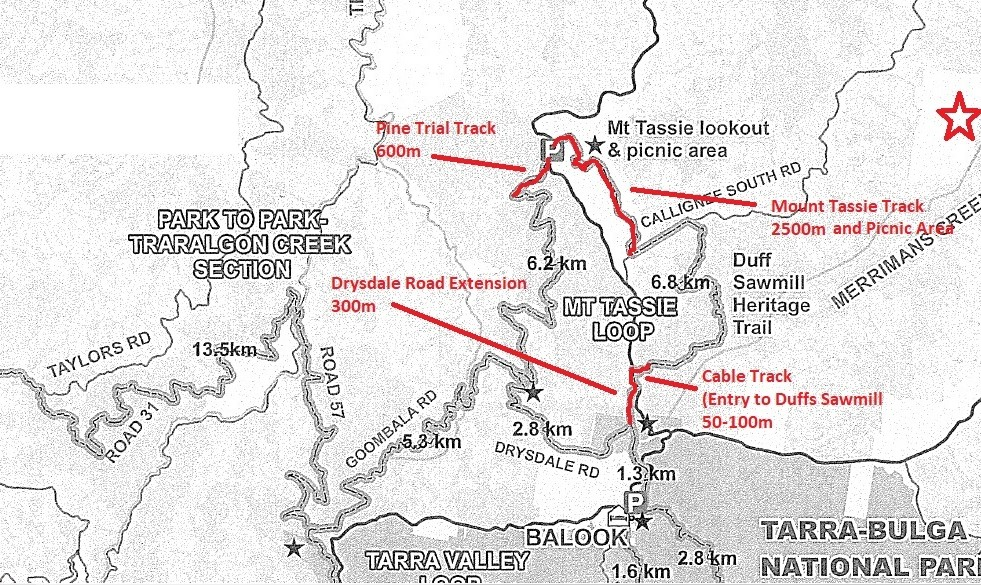 Pine Trial Track
600m
P
Mt Tassie lookout
& picnic area
CALLIGNEE SOUTH RD
Mount Tassie Track
2500m and Picnic Area
MERRIMANS CREEK
PARK TO PARK-
TRARALGON CREEK
SECTION
6.2 km
6.8 km
Duff
Sawmill
Heritage
Trail
Drysdale Road Extension
300m
MT TASSIE
LOOP
TAYLORS RD
13.5km
ROAD 57
ROAD 31
GOOMBALA RD
5.3 km
2.8 km
DRYSDALE RD
Cable Track
(Entry to Duffs Sawmill
50-100m
1.3 km
P
BALOOK
TARRA-BULGA
NATIONAL PAR
TARRA VALLEY
LOOP
1.6 km
2.8 km